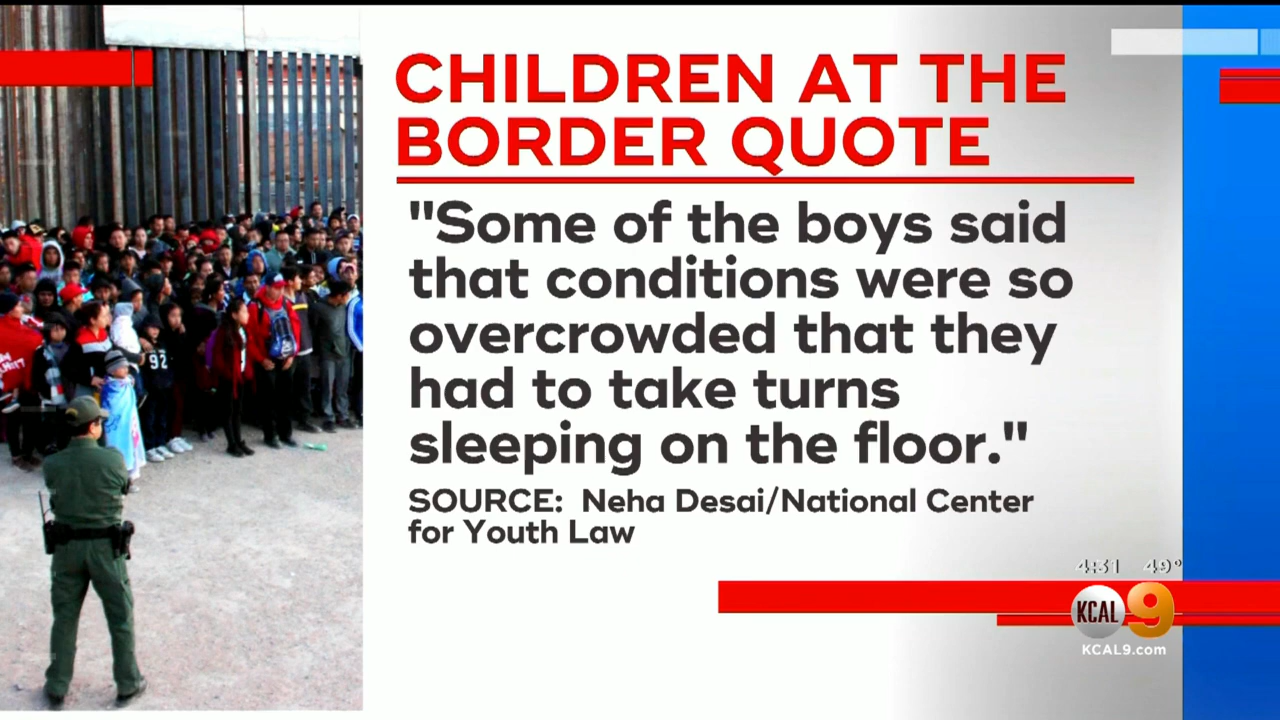 CHILDREN AT THE
BORDER QUOTE
"Some of the boys said
that conditions were so
overcrowded that they
had to take turns
sleeping on the floor."
SOURCE: Neha Desai/National Center
for Youth Law
92
4:31 49°
KCAL 9
KCAL9.com